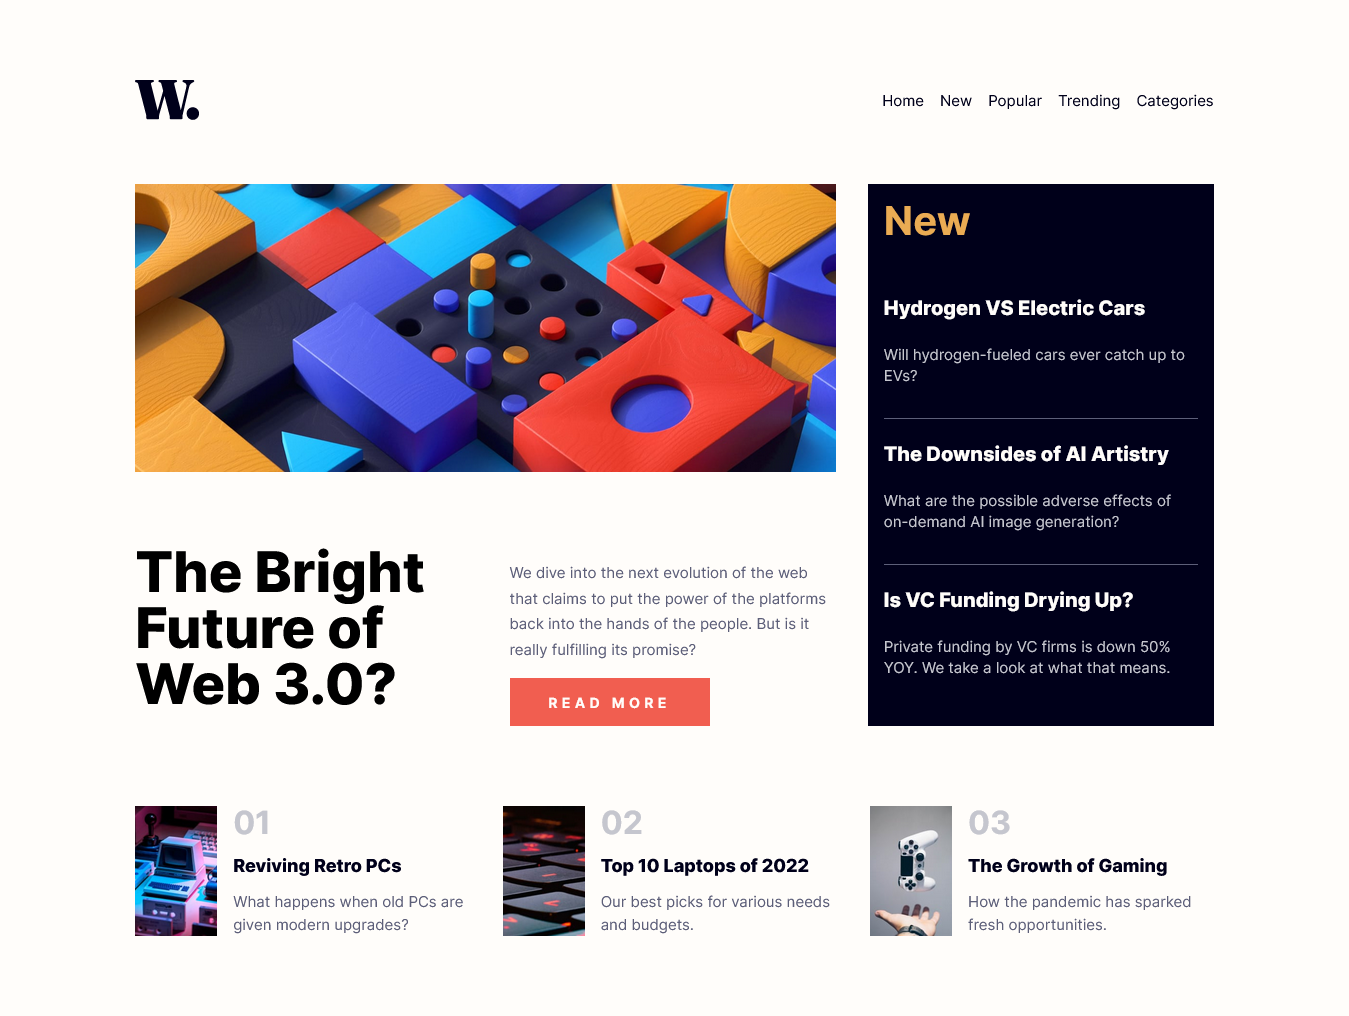 W.
Home New Popular Trending Categories
New
Hydrogen VS Electric Cars
Will hydrogen-fueled cars ever catch up to
EVs?
The Downsides of AI Artistry
What are the possible adverse effects of
on-demand AI image generation?
Is VC Funding Drying Up?
Private funding by VC firms is down 50%
YOY. We take a look at what that means.
The Bright
Future of
Web 3.0?
We dive into the next evolution of the web
that claims to put the power of the platforms
back into the hands of the people. But is it
really fulfilling its promise?
READ MORE
01
Reviving Retro PCs
What happens when old PCs are
given modern upgrades?
02
Top 10 Laptops of 2022
Our best picks for various needs
and budgets.
03
The Growth of Gaming
How the pandemic has sparked
fresh opportunities.